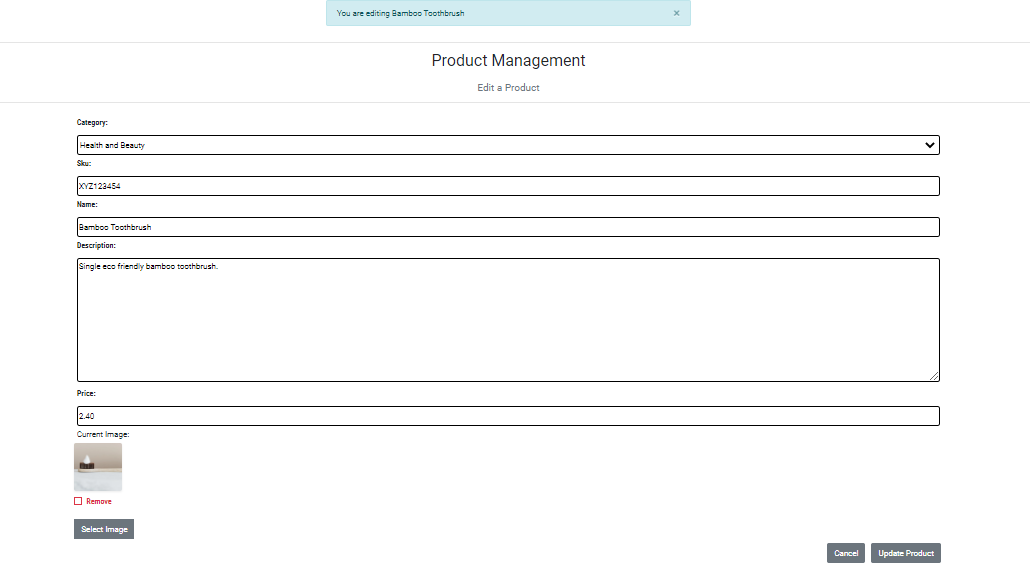 You are editing Bamboo Toothbrush ×
Product Management
Edit a Product
Category:
Health and Beauty
Sku:
XYZ123454
Name:
Bamboo Toothbrush
Description:
Single eco friendly bamboo toothbrush.
Price:
2.40
Current Image:
Remove
Select Image
Cancel Update Product